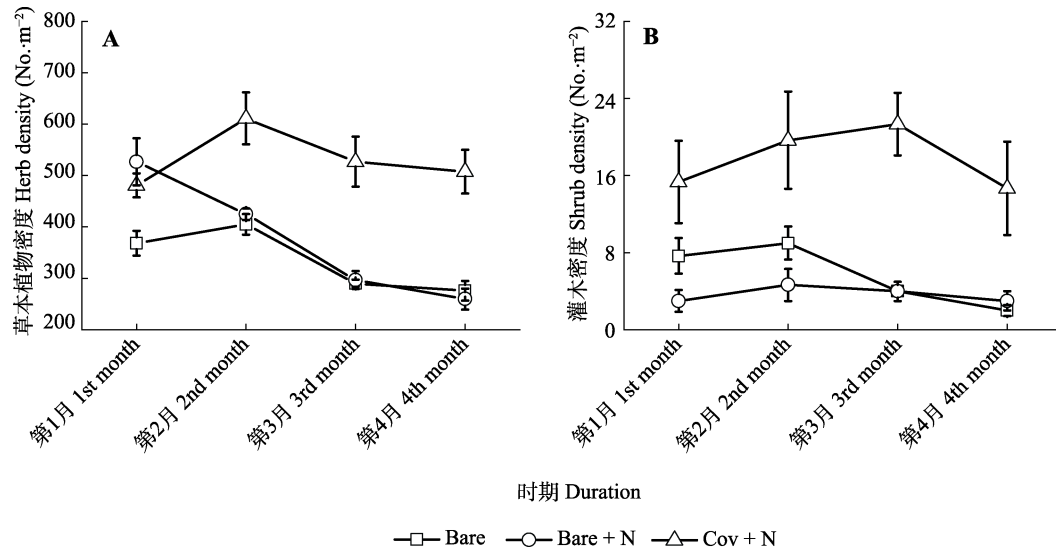 A
草本植物密度 Herb density (No.·m⁻²)
800
700
600
500
400
300
200
第1月 1st month
第2月 2nd month
第3月 3rd month
第4月 4th month
B
灌木密度 Shrub density (No.·m⁻²)
32
24
16
8
0
第1月 1st month
第2月 2nd month
第3月 3rd month
第4月 4th month
时期 Duration
Bare Bare + N Cov + N